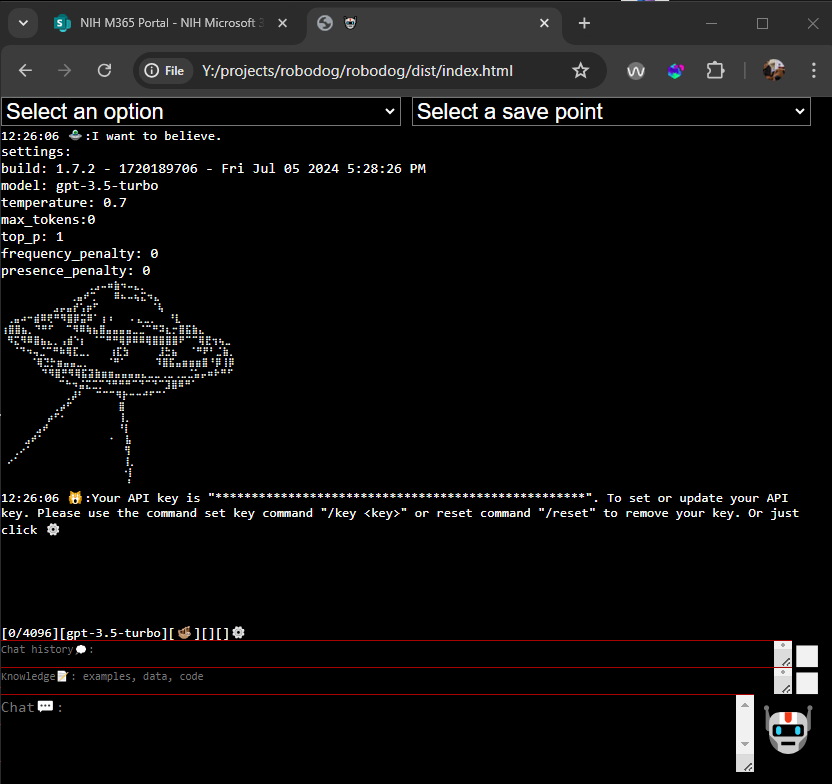 NIH M365 Portal - NIH Microsoft 3
File
Y:/projects/robodog/robodog/dist/index.html
Select an option
Select a save point
12:26:06 🛸:I want to believe.
settings:
build: 1.7.2 - 1720189706 - Fri Jul 05 2024 5:28:26 PM
model: gpt-3.5-turbo
temperature: 0.7
max_tokens:0
top_p: 1
frequency_penalty: 0
presence_penalty: 0
12:26:06 🙀:Your API key is "***************************************************". To set or update your API
key. Please use the command set key command "/key <key>" or reset command "/reset" to remove your key. Or just
click ⚙️
[0/4096][gpt-3.5-turbo][🦥][][]⚙️
Chat history💭:
Knowledge📝: examples, data, code
Chat💬: